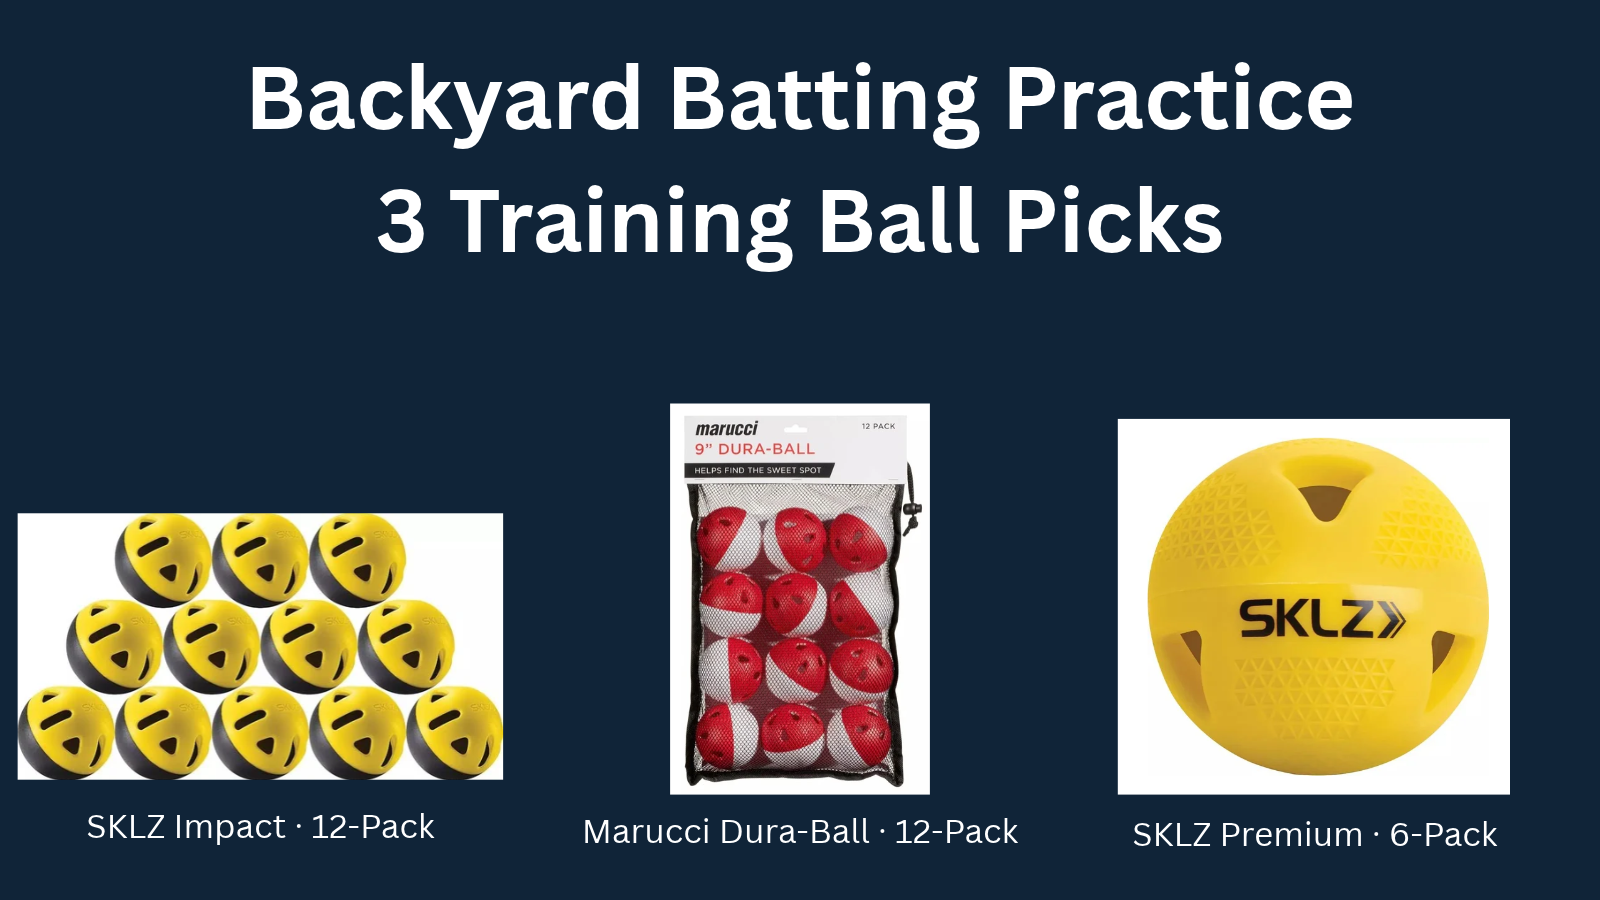 Backyard Batting Practice
3 Training Ball Picks
marucci
12 PACK
9” DURA-BALL
HELPS FIND THE SWEET SPOT
SKLZ
SKLZ Impact · 12-Pack
Marucci Dura-Ball · 12-Pack
SKLZ Premium · 6-Pack